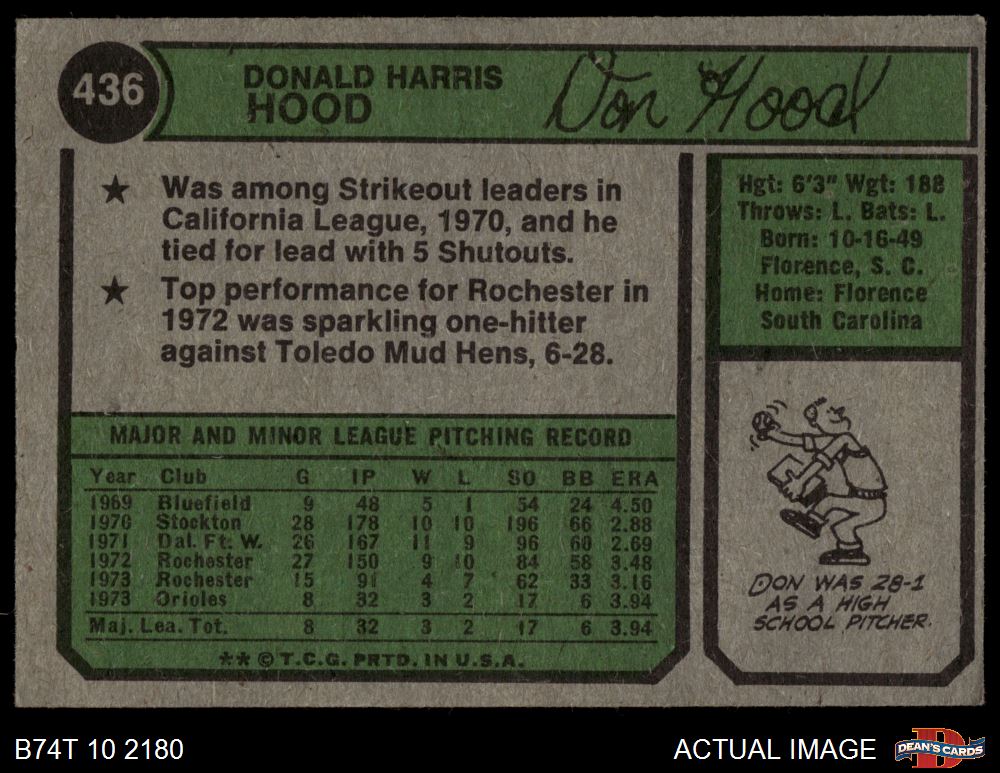 436
DONALD HARRIS
HOOD
Don Hood
★ Was among Strikeout leaders in
California League, 1970, and he
tied for lead with 5 Shutouts.
★ Top performance for Rochester in
1972 was sparkling one-hitter
against Toledo Mud Hens, 6-28.
Hgt: 6'3" Wgt: 188
Throws: L. Bats: L.
Born: 10-16-49
Florence, S. C.
Home: Florence
South Carolina
MAJOR AND MINOR LEAGUE PITCHING RECORD
Year Club G IP W L SO BB ERA
1969 Bluefield 9 48 5 1 54 24 4.50
1970 Stockton 28 178 10 10 196 66 2.88
1971 Dal. Ft. W. 26 167 11 9 96 60 2.69
1972 Rochester 27 150 9 10 84 58 3.48
1973 Rochester 15 91 4 7 62 33 3.16
1973 Orioles 8 32 3 2 17 6 3.94
Maj. Lea. Tot. 8 32 3 2 17 6 3.94
** © T.C.G. PRTD. IN U.S.A.
DON WAS 28-1
AS A HIGH
SCHOOL PITCHER.
B74T 10 2180
ACTUAL IMAGE
D
DEAN'S CARDS